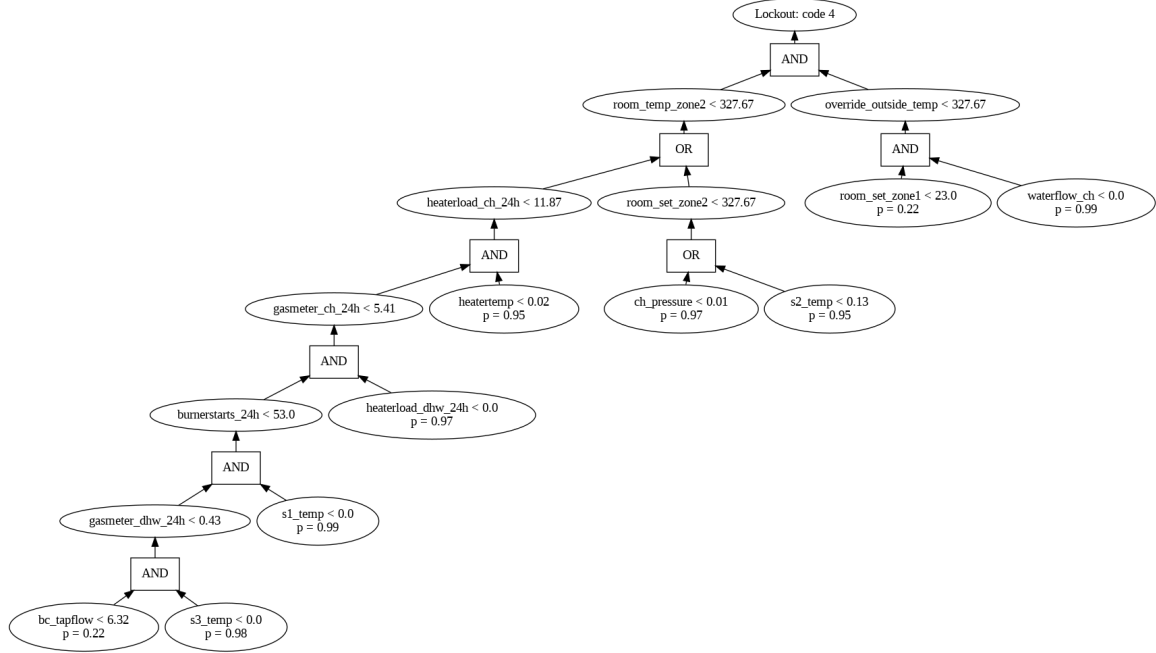 Lockout: code 4
AND
room_temp_zone2 < 327.67
override_outside_temp < 327.67
OR
AND
heaterload_ch_24h < 11.87
room_set_zone2 < 327.67
room_set_zone1 < 23.0
p = 0.22
waterflow_ch < 0.0
p = 0.99
AND
OR
gasmeter_ch_24h < 5.41
heatertemp < 0.02
p = 0.95
ch_pressure < 0.01
p = 0.97
s2_temp < 0.13
p = 0.95
AND
burnerstarts_24h < 53.0
heaterload_dhw_24h < 0.0
p = 0.97
AND
gasmeter_dhw_24h < 0.43
s1_temp < 0.0
p = 0.99
AND
bc_tapflow < 6.32
p = 0.22
s3_temp < 0.0
p = 0.98